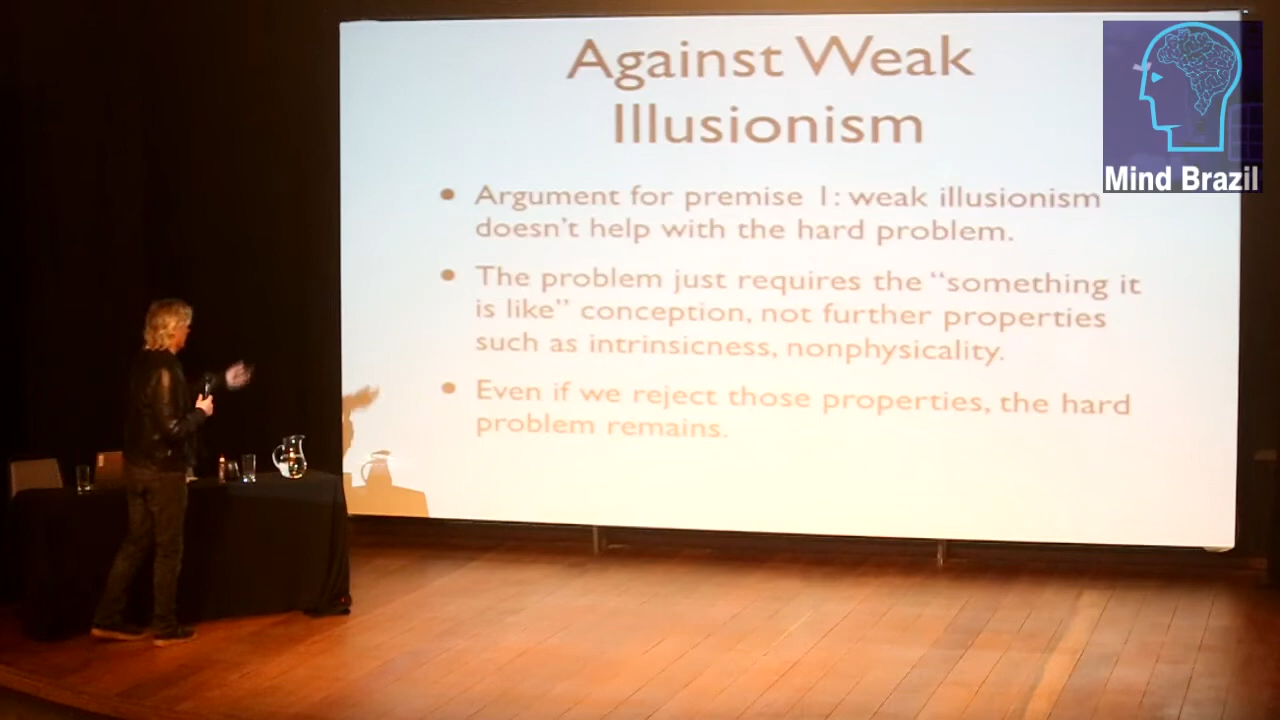 Against Weak
Illusionism
Mind Brazil
• Argument for premise 1: weak illusionism
doesn't help with the hard problem.
• The problem just requires the "something it
is like" conception, not further properties
such as intrinsicness, nonphysicality.
• Even if we reject those properties, the hard
problem remains.